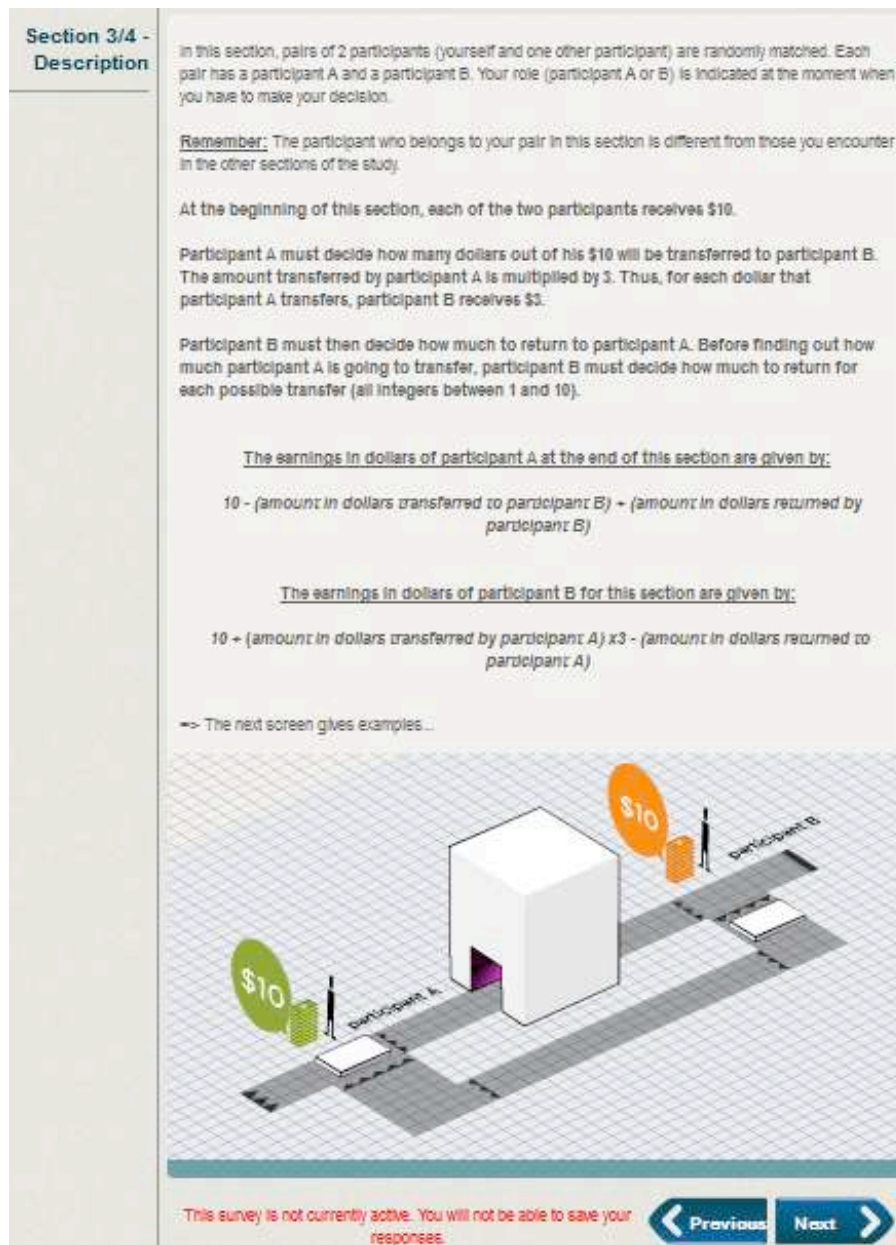 Section 3/4 -
Description
In this section, pairs of 2 participants (yourself and one other participant) are randomly matched. Each
pair has a participant A and a participant B. Your role (participant A or B) is indicated at the moment when
you have to make your decision.
Remember: The participant who belongs to your pair in this section is different from those you encounter
in the other sections of the study.
At the beginning of this section, each of the two participants receives $10.
Participant A must decide how many dollars out of his $10 will be transferred to participant B.
The amount transferred by participant A is multiplied by 3. Thus, for each dollar that
participant A transfers, participant B receives $3.
Participant B must then decide how much to return to participant A. Before finding out how
much participant A is going to transfer, participant B must decide how much to return for
each possible transfer (all integers between 1 and 10).
The earnings in dollars of participant A at the end of this section are given by:
10 - (amount in dollars transferred to participant B) + (amount in dollars returned by
participant B)
The earnings in dollars of participant B for this section are given by:
10 + (amount in dollars transferred by participant A) x3 - (amount in dollars returned to
participant A)
=> The next screen gives examples...
$10
participant B
$10
participant A
This survey is not currently active. You will not be able to save your
responses.
Previous
Next